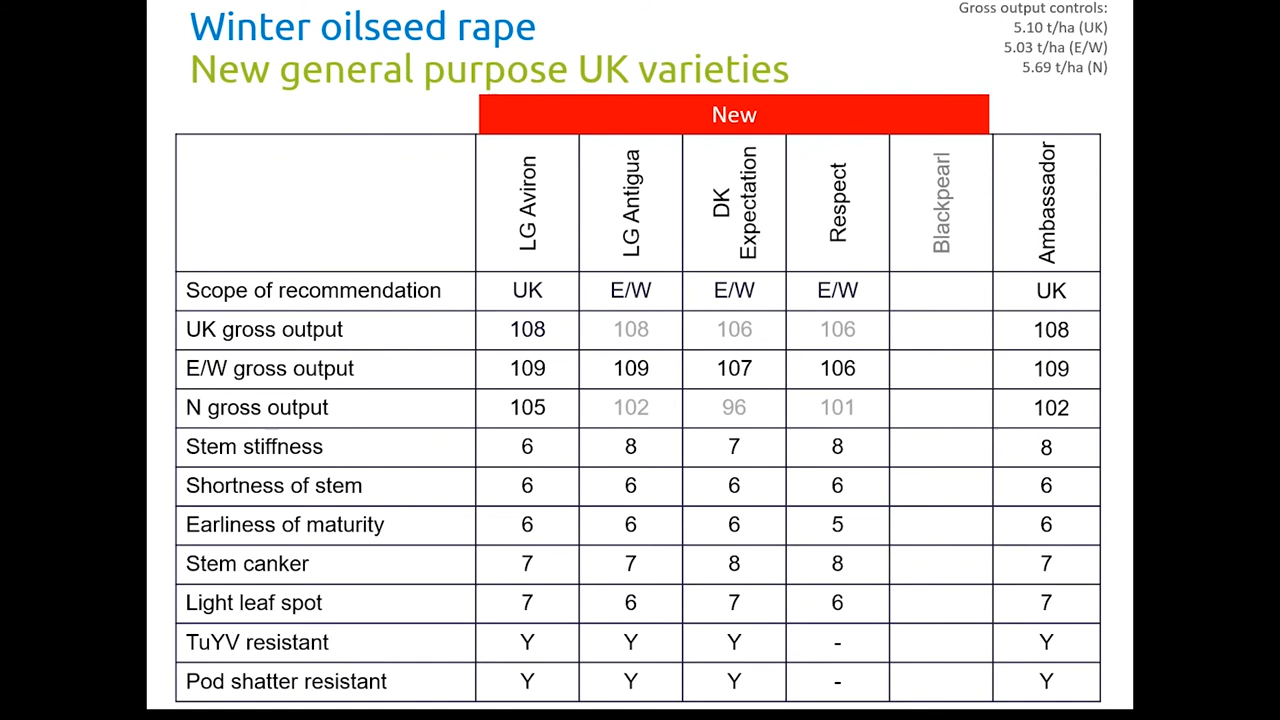 Winter oilseed rape
New general purpose UK varieties
Gross output controls:
5.10 t/ha (UK)
5.03 t/ha (E/W)
5.69 t/ha (N)
New
LG Aviron LG Antigua DK Expectation Respect Blackpearl Ambassador
Scope of recommendation UK E/W E/W E/W UK
UK gross output 108 108 106 106 108
E/W gross output 109 109 107 106 109
N gross output 105 102 96 101 102
Stem stiffness 6 8 7 8 8
Shortness of stem 6 6 6 6 6
Earliness of maturity 6 6 6 5 6
Stem canker 7 7 8 8 7
Light leaf spot 7 6 7 6 7
TuYV resistant Y Y Y - Y
Pod shatter resistant Y Y Y - Y